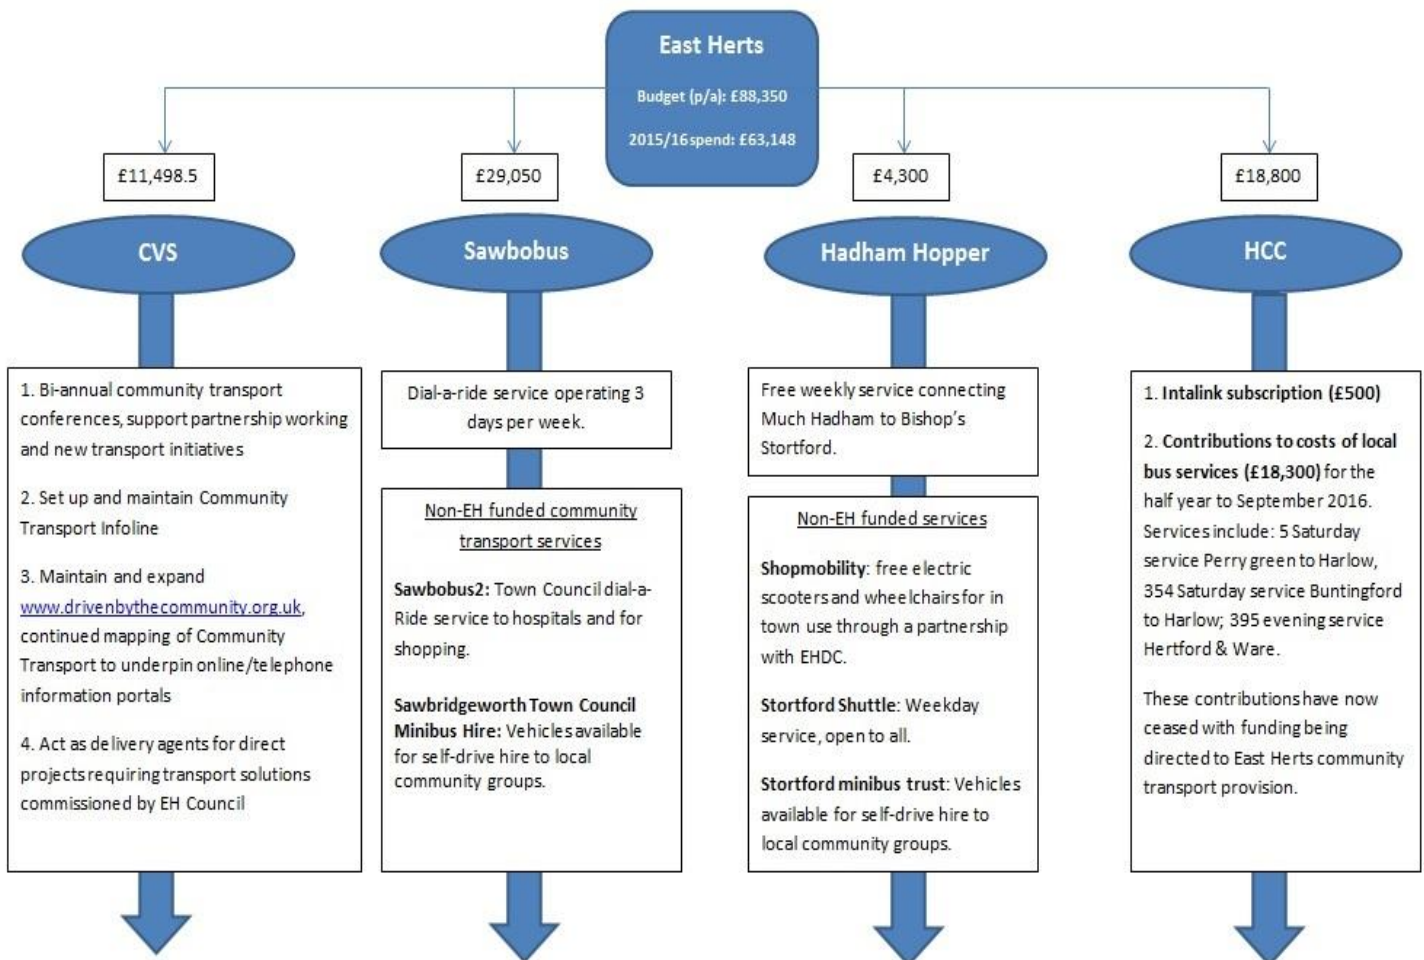 East Herts
Budget (p/a): £88,350
2015/16 spend: £63,148
£11,498.5
£29,050
£4,300
£18,800
CVS
Sawbobus
Hadham Hopper
HCC
1. Bi-annual community transport
conferences, support partnership working
and new transport initiatives
2. Set up and maintain Community
Transport Infoline
3. Maintain and expand
www.drivenbythecommunity.org.uk,
continued mapping of Community
Transport to underpin online/telephone
information portals
4. Act as delivery agents for direct
projects requiring transport solutions
commissioned by EH Council
Dial-a-ride service operating 3
days per week.
Non-EH funded community
transport services
Sawbobus2: Town Council dial-a-
Ride service to hospitals and for
shopping.
Sawbridgeworth Town Council
Minibus Hire: Vehicles available
for self-drive hire to local
community groups.
Free weekly service connecting
Much Hadham to Bishop's
Stortford.
Non-EH funded services
Shopmobility: free electric
scooters and wheelchairs for in
town use through a partnership
with EHDC.
Stortford Shuttle: Weekday
service, open to all.
Stortford minibus trust: Vehicles
available for self-drive hire to
local community groups.
1. Intalink subscription (£500)
2. Contributions to costs of local
bus services (£18,300) for the
half year to September 2016.
Services include: 5 Saturday
service Perry green to Harlow,
354 Saturday service Buntingford
to Harlow; 395 evening service
Hertford & Ware.
These contributions have now
ceased with funding being
directed to East Herts community
transport provision.